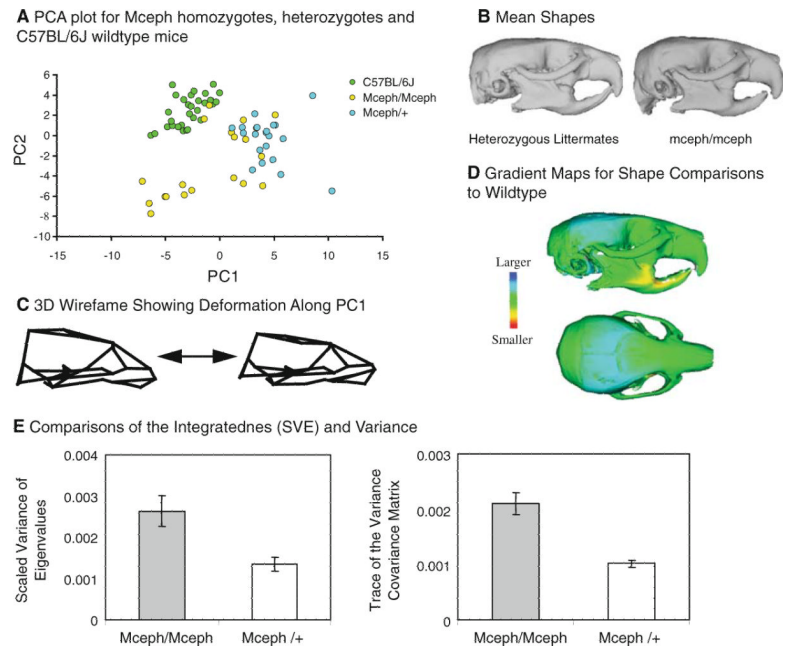 A PCA plot for Mceph homozygotes, heterozygotes and
C57BL/6J wildtype mice
6
4
2
0
-2
-4
-6
-8
-10
PC2
-15
-10
-5
0
5
10
15
PC1
C57BL/6J
Mceph/Mceph
Mceph/+
B Mean Shapes
Heterozygous Littermates
mceph/mceph
C 3D Wirefame Showing Deformation Along PC1
D Gradient Maps for Shape Comparisons
to Wildtype
Larger
Smaller
E Comparisons of the Integratednes (SVE) and Variance
Scaled Variance of
Eigenvalues
0.004
0.003
0.002
0.001
0
Mceph/Mceph
Mceph /+
Trace of the Variance
Covariance Matrix
0.003
0.002
0.001
0
Mceph/Mceph
Mceph /+